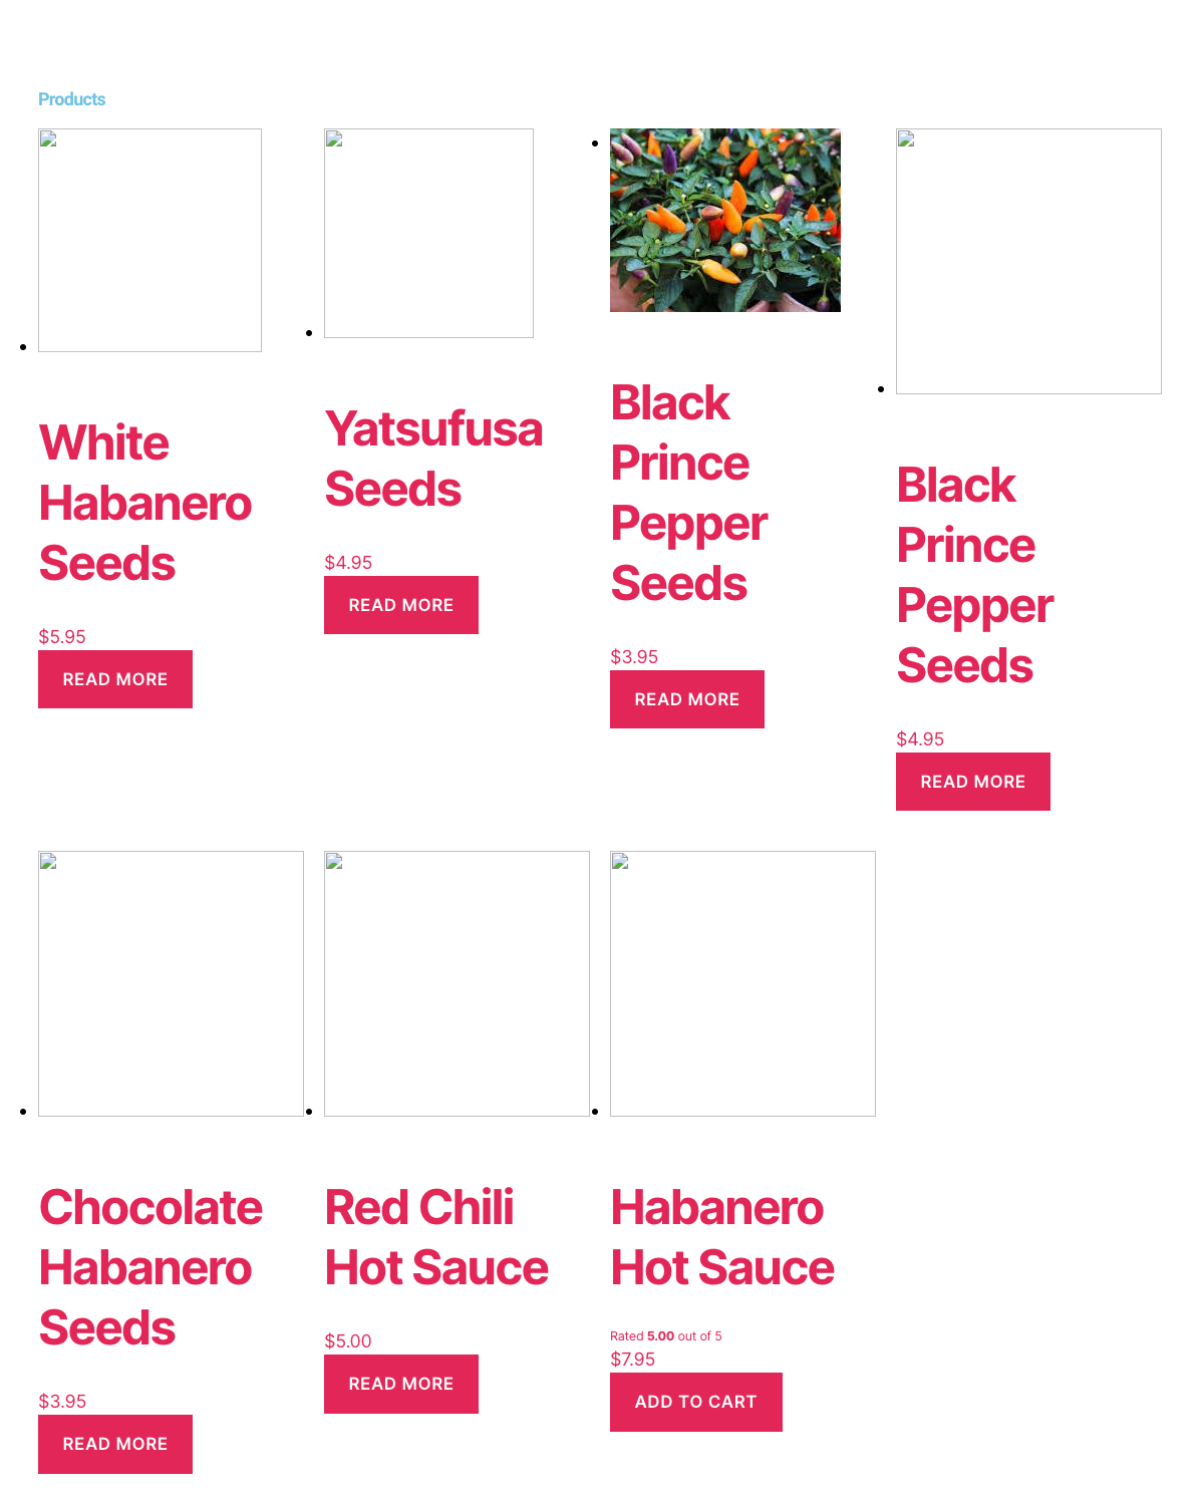 Products
White
Habanero
Seeds
$5.95
READ MORE
Yatsufusa
Seeds
$4.95
READ MORE
Black
Prince
Pepper
Seeds
$3.95
READ MORE
Black
Prince
Pepper
Seeds
$4.95
READ MORE
Chocolate
Habanero
Seeds
$3.95
READ MORE
Red Chili
Hot Sauce
$5.00
READ MORE
Habanero
Hot Sauce
Rated 5.00 out of 5
$7.95
ADD TO CART